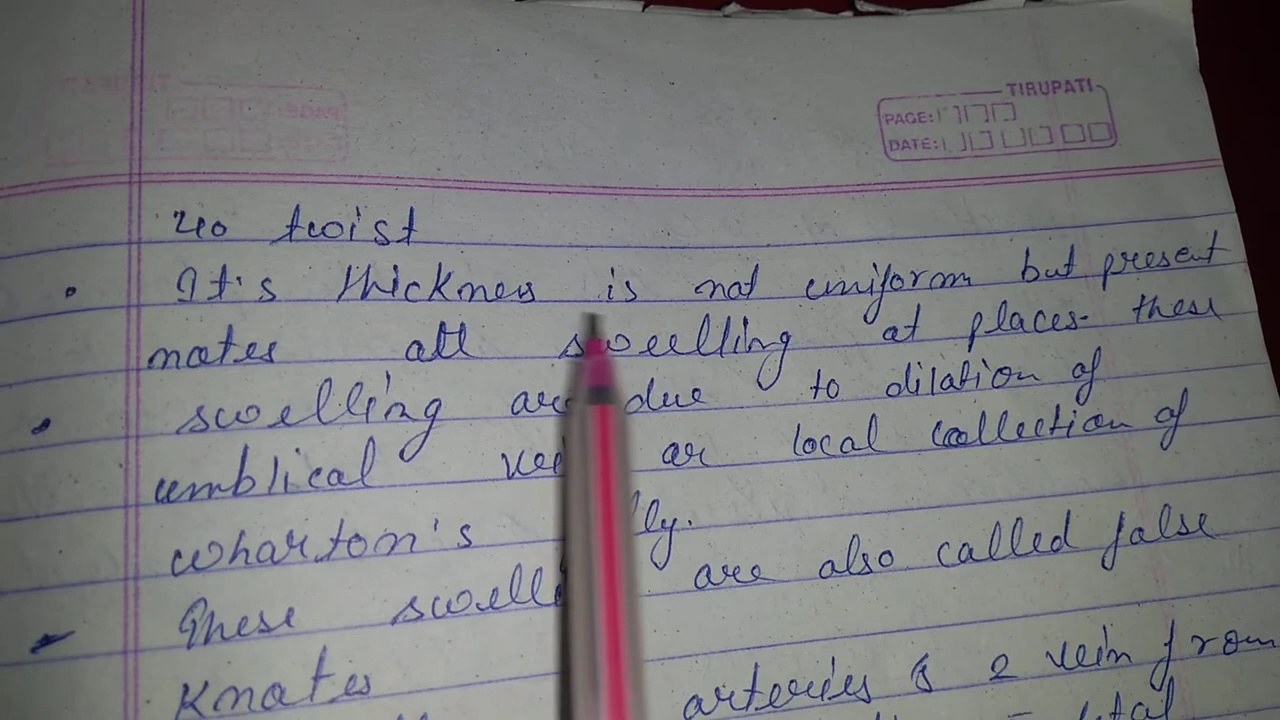 TIRUPATI
PAGE:
DATE:
40 twist
It's thickness is not uniform but present
nates all swelling at places. these
swelling are due to dilation of
umblical or local collection of
wharton's
These are also called false
Knates arteries & 2 vein from